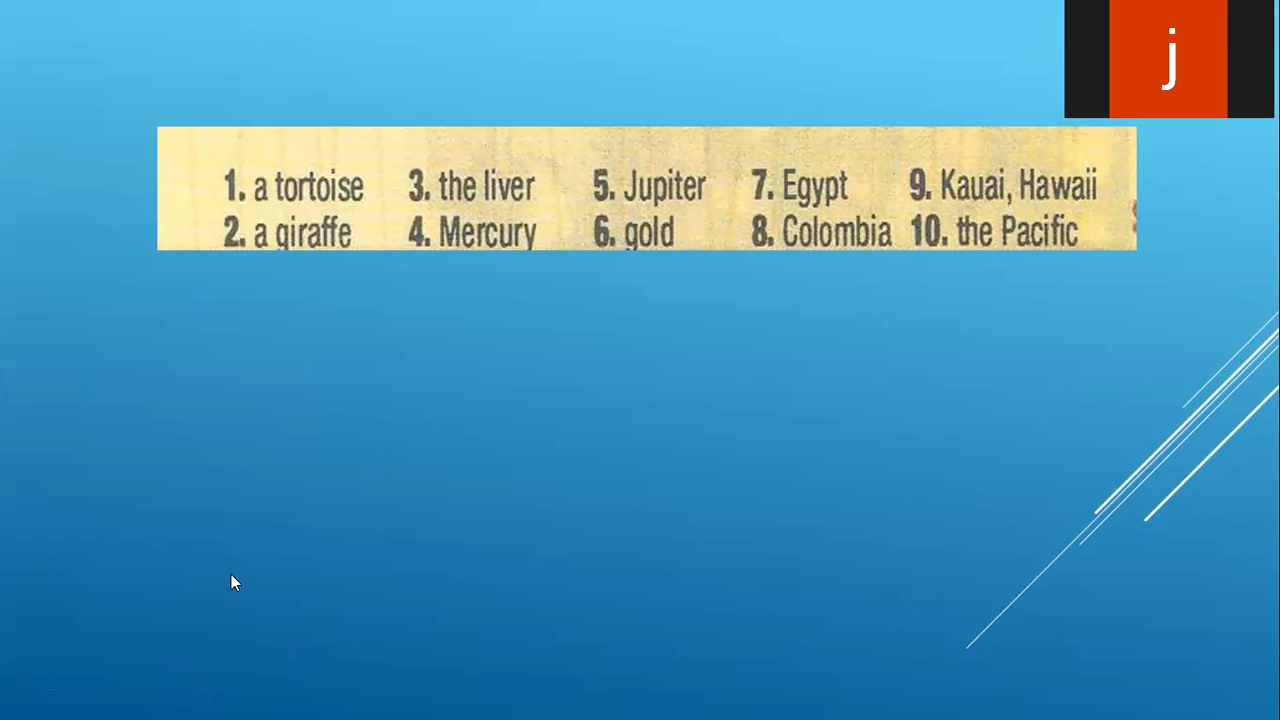 j
1. a tortoise 3. the liver 5. Jupiter 7. Egypt 9. Kauai, Hawaii
2. a giraffe 4. Mercury 6. gold 8. Colombia 10. the Pacific